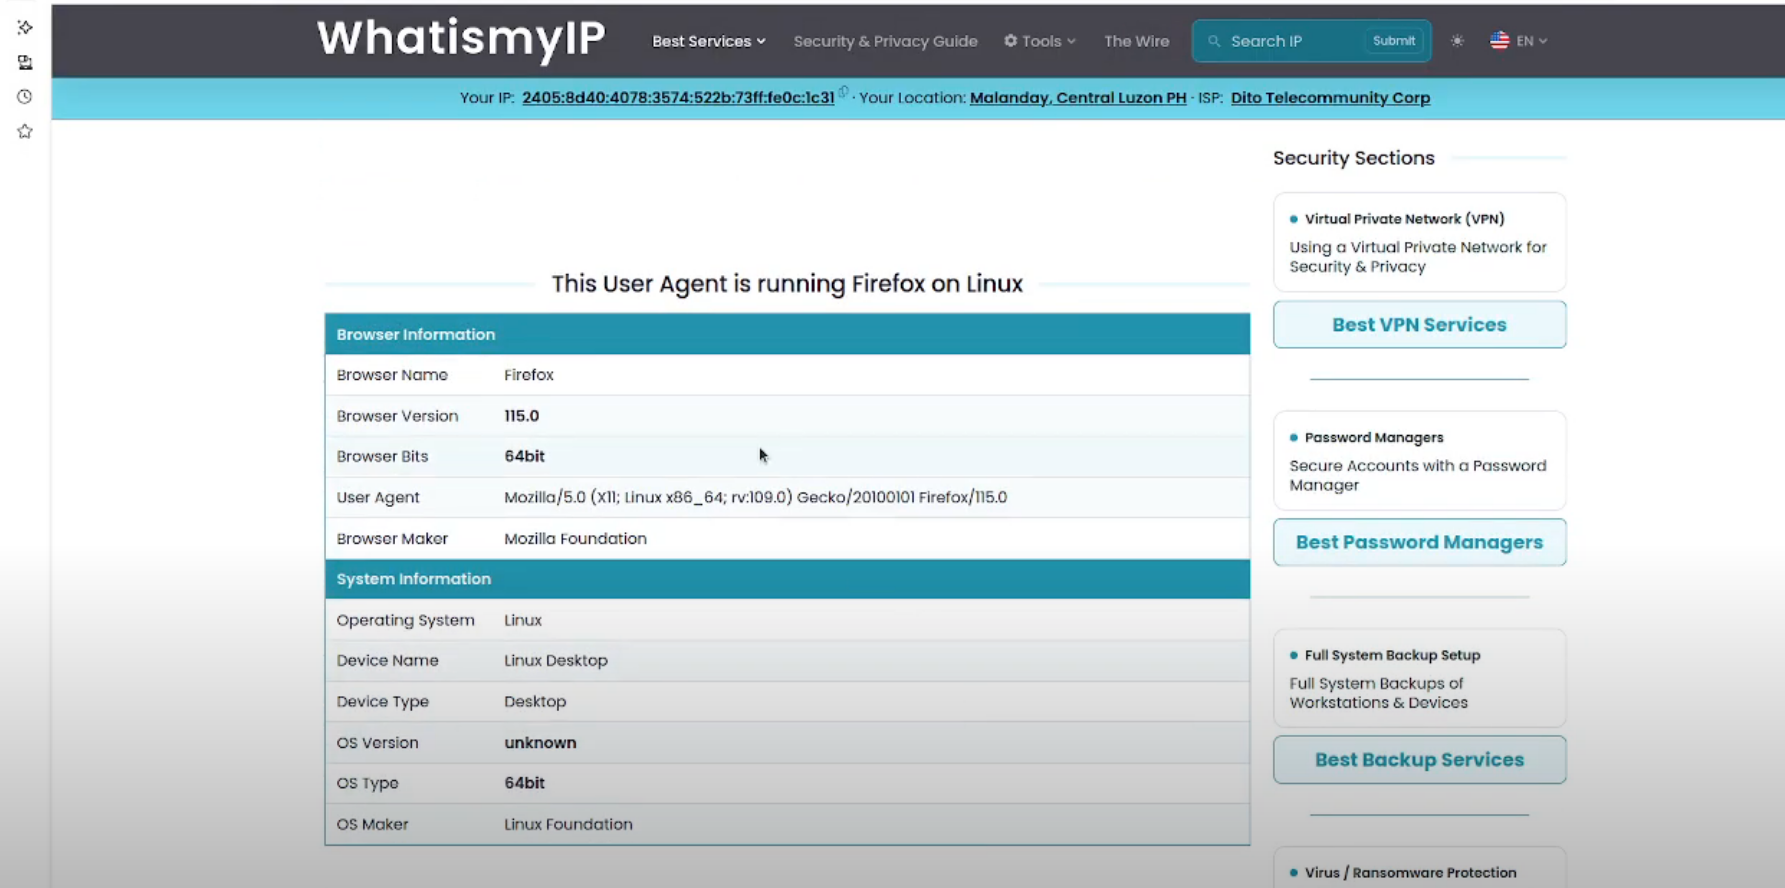 WhatismyIP
Best Services
Security & Privacy Guide
Tools
The Wire
Search IP
Submit
EN
Your IP: 2405:8d40:4078:3574:522b:73ff:fe0c:1c31 · Your Location: Malanday, Central Luzon PH · ISP: Dito Telecommunity Corp
This User Agent is running Firefox on Linux
Browser Information
Browser Name Firefox
Browser Version 115.0
Browser Bits 64bit
User Agent Mozilla/5.0 (X11; Linux x86_64; rv:109.0) Gecko/20100101 Firefox/115.0
Browser Maker Mozilla Foundation
System Information
Operating System Linux
Device Name Linux Desktop
Device Type Desktop
OS Version unknown
OS Type 64bit
OS Maker Linux Foundation
Security Sections
Virtual Private Network (VPN)
Using a Virtual Private Network for
Security & Privacy
Best VPN Services
Password Managers
Secure Accounts with a Password
Manager
Best Password Managers
Full System Backup Setup
Full System Backups of
Workstations & Devices
Best Backup Services
Virus / Ransomware Protection